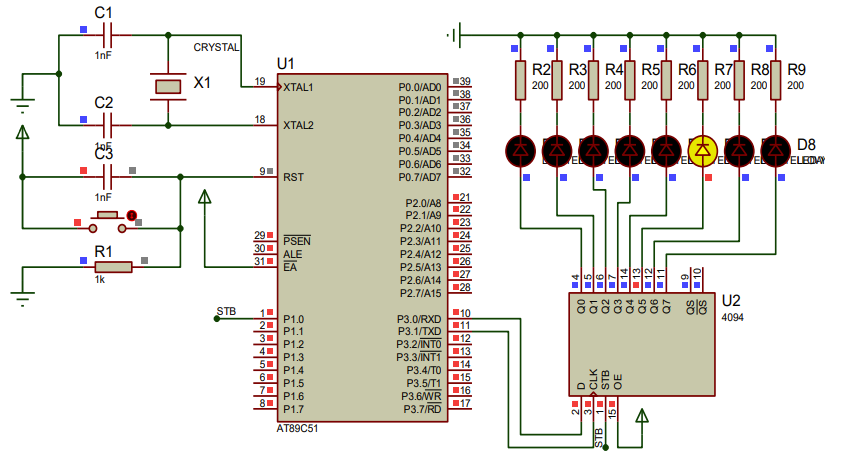 C1
1nF
CRYSTAL
X1
C2
1nF
C3
1nF
R1
1k
U1
19 XTAL1
18 XTAL2
9 RST
29 PSEN
30 ALE
31 EA
STB
1 P1.0
2 P1.1
3 P1.2
4 P1.3
5 P1.4
6 P1.5
7 P1.6
8 P1.7
P0.0/AD0 39
P0.1/AD1 38
P0.2/AD2 37
P0.3/AD3 36
P0.4/AD4 35
P0.5/AD5 34
P0.6/AD6 33
P0.7/AD7 32
P2.0/A8 21
P2.1/A9 22
P2.2/A10 23
P2.3/A11 24
P2.4/A12 25
P2.5/A13 26
P2.6/A14 27
P2.7/A15 28
P3.0/RXD 10
P3.1/TXD 11
P3.2/INT0 12
P3.3/INT1 13
P3.4/T0 14
P3.5/T1 15
P3.6/WR 16
P3.7/RD 17
AT89C51
R2 R3 R4 R5 R6 R7 R8 R9
200 200 200 200 200 200 200 200
D8
4 5 6 7 14 13 12 11 9 10
Q0 Q1 Q2 Q3 Q4 Q5 Q6 Q7 QS QS
U2
4094
D CLK STB OE
2 3 1 15
STB